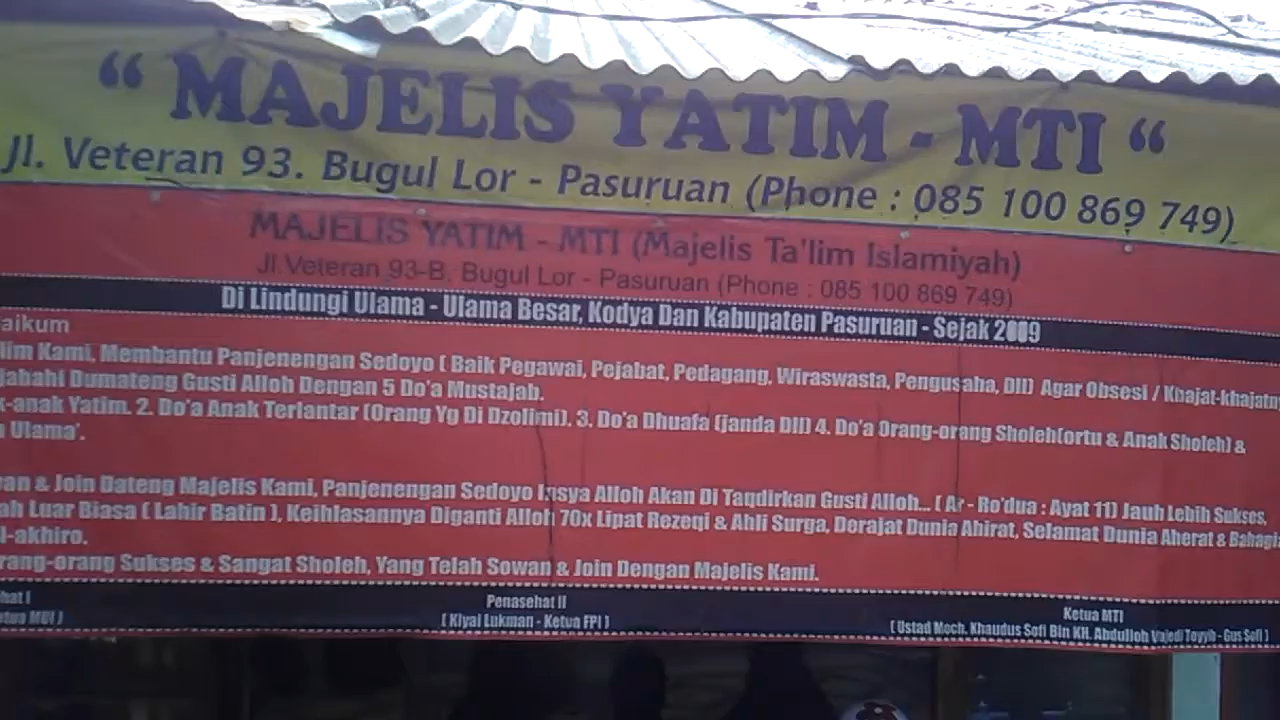 “ MAJELIS YATIM - MTI “
Jl. Veteran 93. Bugul Lor - Pasuruan (Phone : 085 100 869 749)
MAJELIS YATIM - MTI (Majelis Ta'lim Islamiyah)
Jl.Veteran 93-B. Bugul Lor - Pasuruan (Phone : 085 100 869 749)
Di Lindungi Ulama - Ulama Besar, Kodya Dan Kabupaten Pasuruan - Sejak 2009
aikum
lim Kami, Membantu Panjenengan Sedoyo ( Baik Pegawai, Pejabat, Pedagang, Wiraswasta, Pengusaha, Dll) Agar Obsesi / Khajat-khajatn
jabahi Dumateng Gusti Alloh Dengan 5 Do'a Mustajab.
k-anak Yatim. 2. Do'a Anak Terlantar (Orang Yg Di Dzolimi). 3. Do'a Dhuafa (janda Dll) 4. Do'a Orang-orang Sholeh(ortu & Anak Sholeh) &
Ulama'.
an & Join Dateng Majelis Kami, Panjenengan Sedoyo Insya Alloh Akan Di Taqdirkan Gusti Alloh... ( Ar - Ro'dua : Ayat 11) Jauh Lebih Sukses,
ah Luar Biasa ( Lahir Batin ), Keihlasannya Diganti Alloh 70x Lipat Rezeqi & Ahli Surga, Derajat Dunia Ahirat, Selamat Dunia Aherat & Bahagia
l-akhiro.
rang-orang Sukses & Sangat Sholeh, Yang Telah Sowan & Join Dengan Majelis Kami.
hat I Penasehat II Ketua MTI
etua MUI ) ( Kiyai Lukman - Ketua FPI ) ( Ustad Moch. Khaudus Sofi Bin KH. Abdulloh Vajedi Toyyib - Gus Sofi )